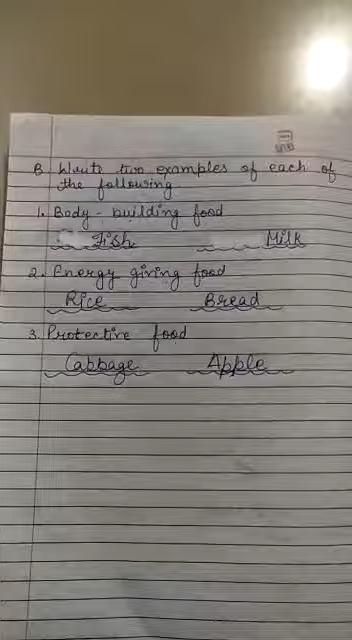 B. Write two examples of each of
the following
1. Body - building food
Fish Milk
2. Energy giving food
Rice Bread
3. Protective food
Cabbage Apple